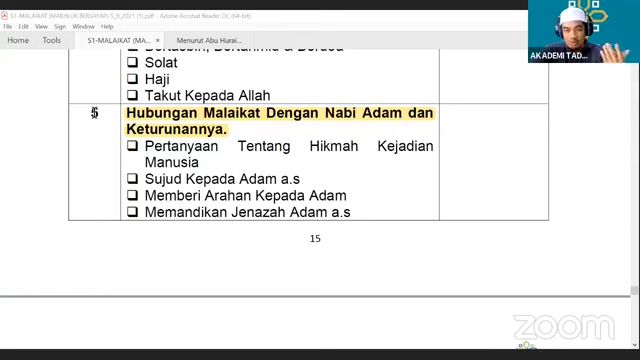 S1-MALAIKAT (MAKHLUK BERSAYAP)-5_9_2021 (1).pdf - Adobe Acrobat Reader DC (64-bit)
File Edit View Sign Window Help
Home Tools S1-MALAIKAT (MA... × Menurut Abu Hurai...
AKADEMI TAD...
❑ Solat
❑ Haji
❑ Takut Kepada Allah
5 Hubungan Malaikat Dengan Nabi Adam dan
Keturunannya.
❑ Pertanyaan Tentang Hikmah Kejadian
Manusia
❑ Sujud Kepada Adam a.s
❑ Memberi Arahan Kepada Adam
❑ Memandikan Jenazah Adam a.s
15
zoom